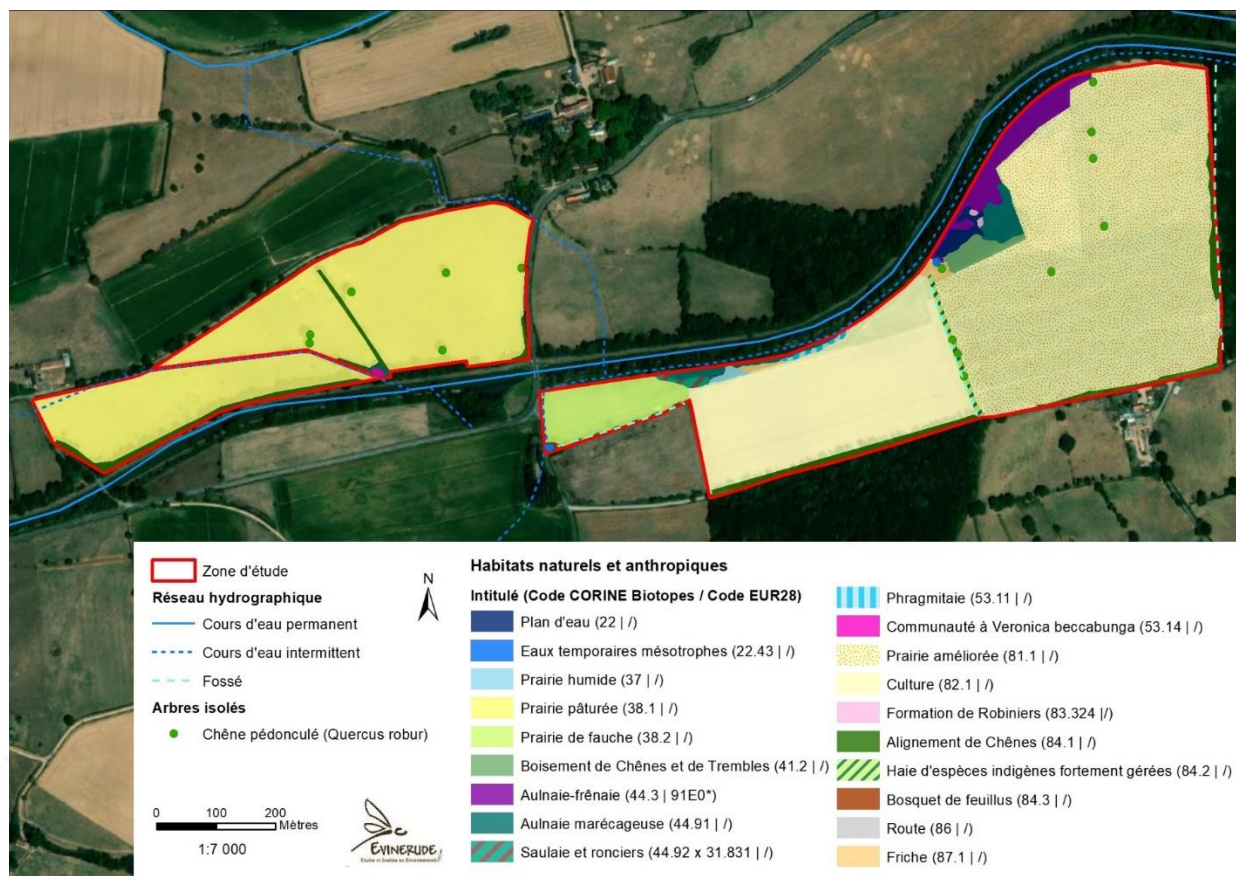 Zone d'étude
Réseau hydrographique
Cours d'eau permanent
Cours d'eau intermittent
Fossé
Arbres isolés
Chêne pédonculé (Quercus robur)
N
0 100 200
Mètres
1:7 000
EVINERUDE
Habitats naturels et anthropiques
Intitulé (Code CORINE Biotopes / Code EUR28)
Plan d'eau (22 | /)
Eaux temporaires mésotrophes (22.43 | /)
Prairie humide (37 | /)
Prairie pâturée (38.1 | /)
Prairie de fauche (38.2 | /)
Boisement de Chênes et de Trembles (41.2 | /)
Aulnaie-frênaie (44.3 | 91E0*)
Aulnaie marécageuse (44.91 | /)
Saulaie et ronciers (44.92 x 31.831 | /)
Phragmitaie (53.11 | /)
Communauté à Veronica beccabunga (53.14 | /)
Prairie améliorée (81.1 | /)
Culture (82.1 | /)
Formation de Robiniers (83.324 |/)
Alignement de Chênes (84.1 | /)
Haie d'espèces indigènes fortement gérées (84.2 | /)
Bosquet de feuillus (84.3 | /)
Route (86 | /)
Friche (87.1 | /)